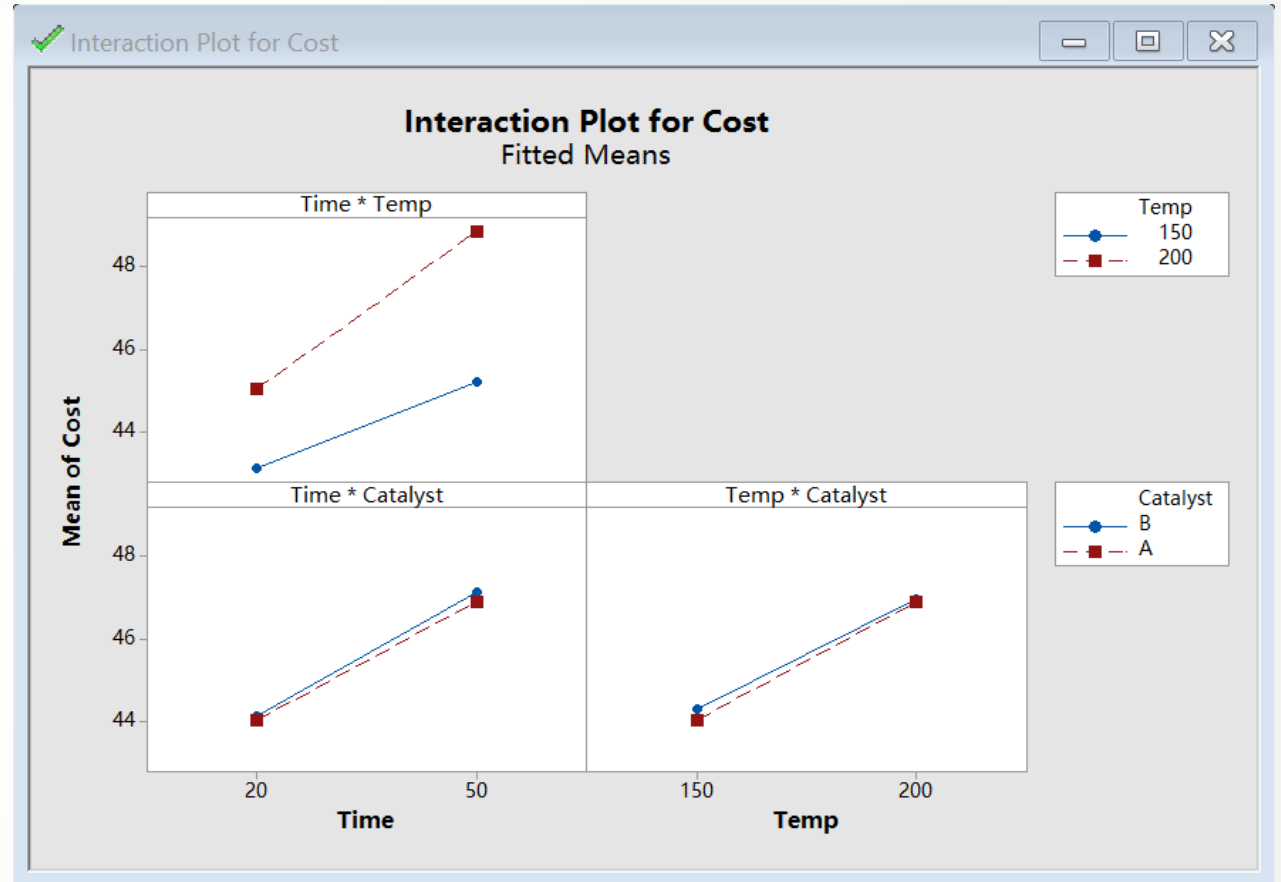 Interaction Plot for Cost
Interaction Plot for Cost
Fitted Means
Time * Temp
Temp
150
200
48
46
44
Mean of Cost
Time * Catalyst
Temp * Catalyst
Catalyst
B
A
48
46
44
20
50
150
200
Time
Temp